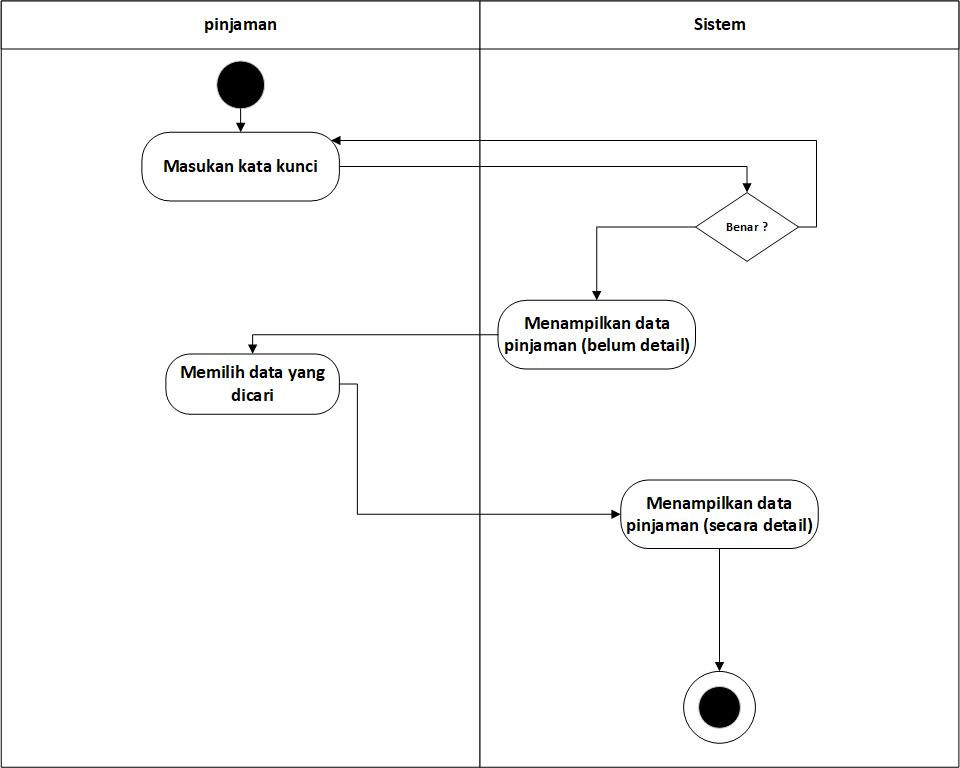 pinjaman
Sistem
Masukan kata kunci
Benar ?
Menampilkan data
pinjaman (belum detail)
Memilih data yang
dicari
Menampilkan data
pinjaman (secara detail)